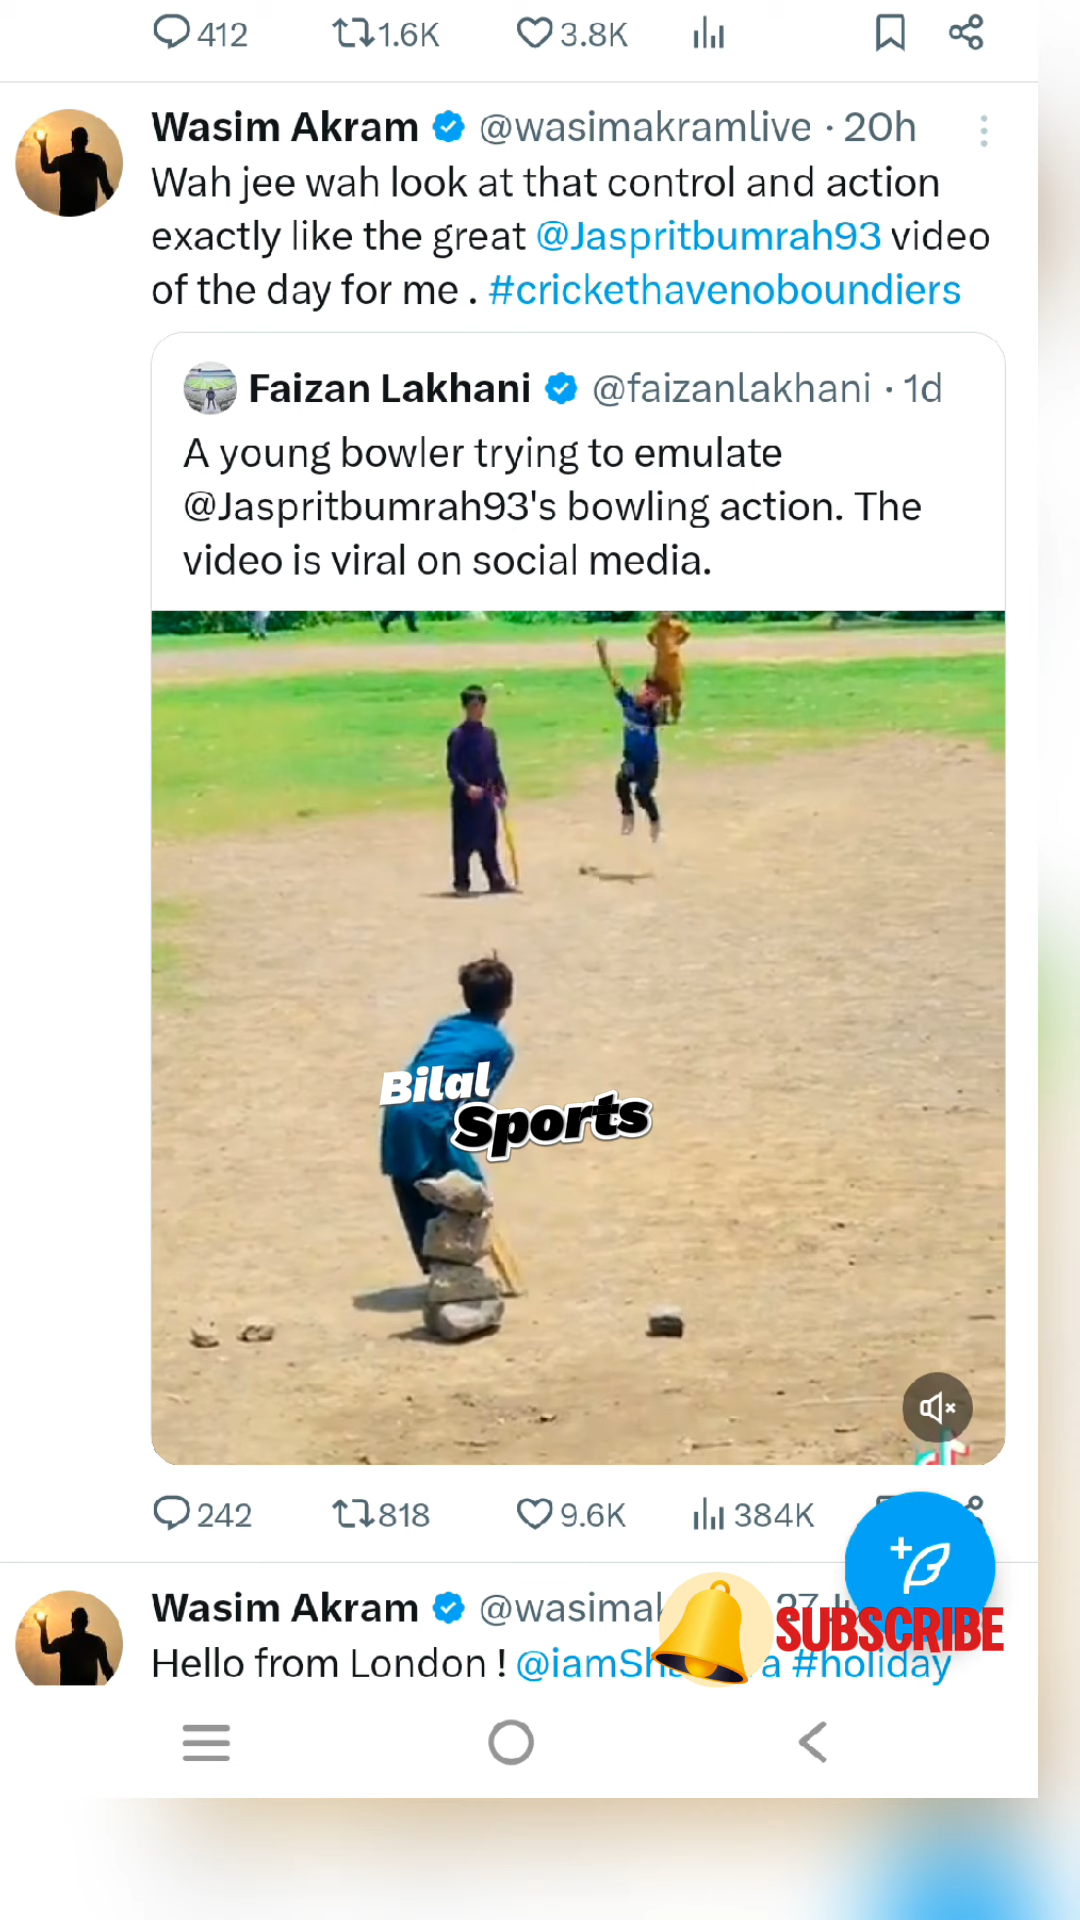 412 1.6K 3.8K
Wasim Akram @wasimakramlive · 20h
Wah jee wah look at that control and action
exactly like the great @Jaspritbumrah93 video
of the day for me . #crickethavenoboundiers
Faizan Lakhani @faizanlakhani · 1d
A young bowler trying to emulate
@Jaspritbumrah93's bowling action. The
video is viral on social media.
Bilal
Sports
242 818 9.6K 384K
Wasim Akram 27
SUBSCRIBE
Hello from London ! #holiday